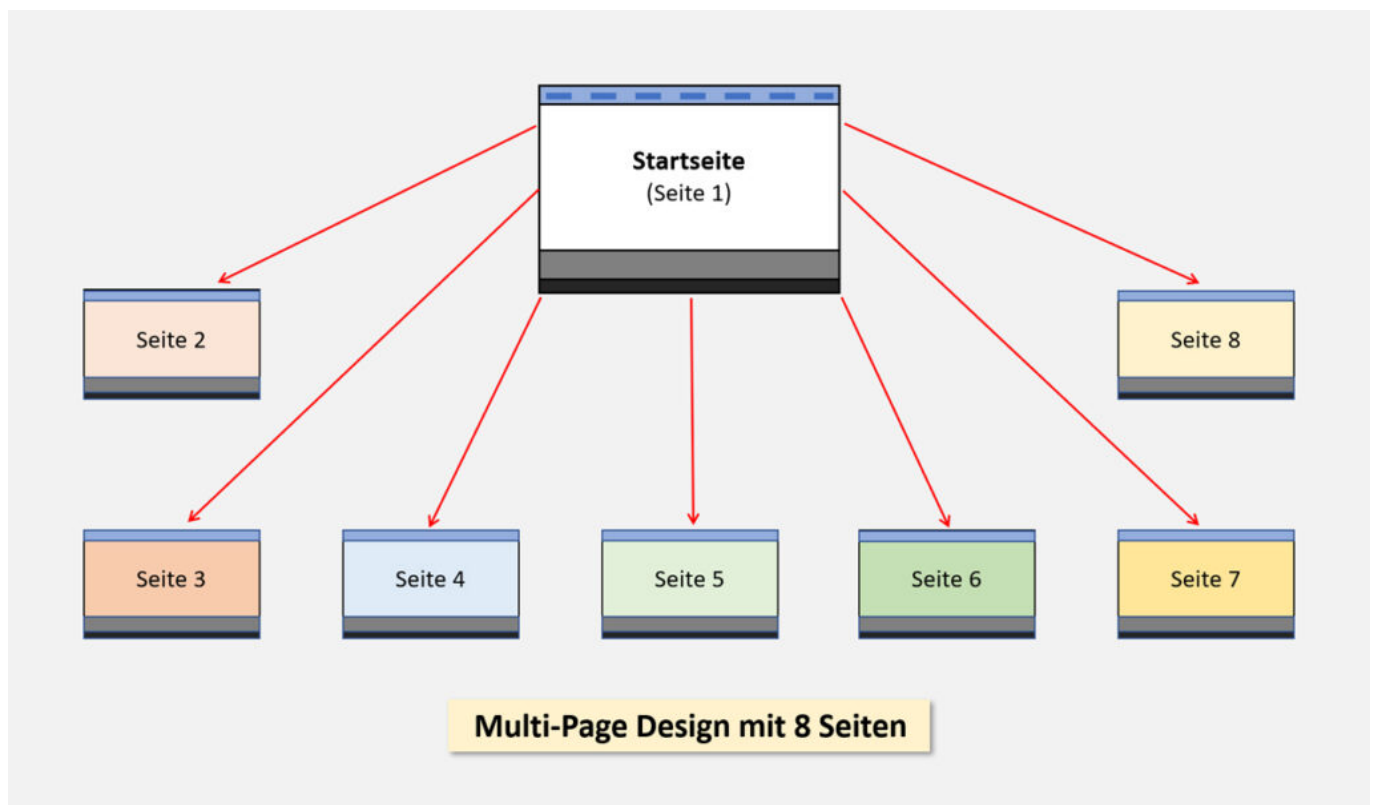 Startseite
(Seite 1)
Seite 2
Seite 8
Seite 3
Seite 4
Seite 5
Seite 6
Seite 7
Multi-Page Design mit 8 Seiten